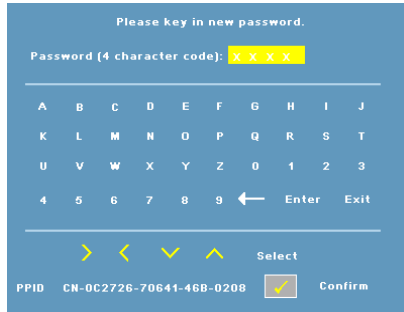 Please key in new password.
Password (4 character code): X X X X
A B C D E F G H I J
K L M N O P Q R S T
U V W X Y Z 0 1 2 3
4 5 6 7 8 9 ← Enter Exit
> < ∨ ∧ Select
PPID CN-0C2726-70641-46B-0208 ✓ Confirm